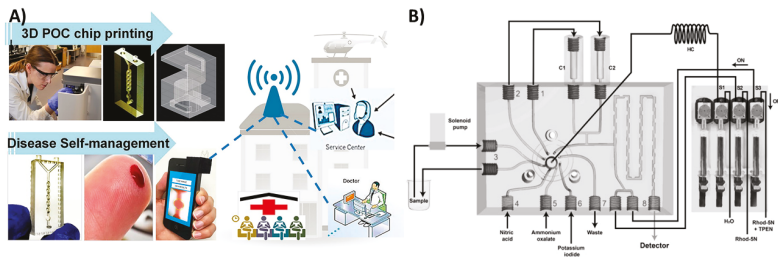 A)
3D POC chip printing
Disease Self-management
Service Center
Doctor
B)
HC
C1
C2
2
1
ON
S1
S2
S3
Solenoid
pump
3
Sample
4
5
6
7
8
Nitric
acid
Ammonium
oxalate
Potassium
iodide
Waste
Detector
H₂O
Rhod-5N
Rhod-5N
+ TPEN